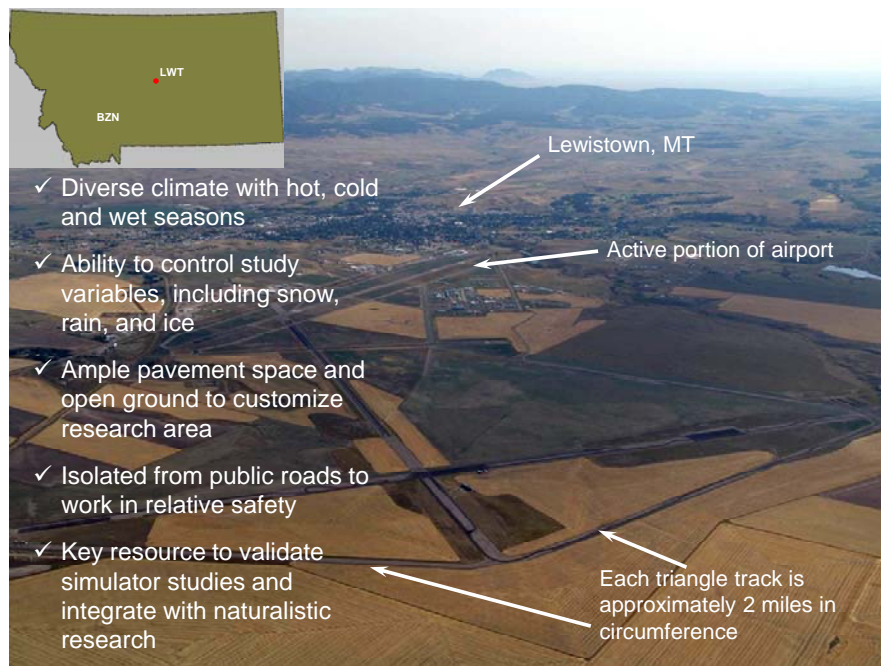 LWT
BZN
Lewistown, MT
✓ Diverse climate with hot, cold
and wet seasons
Active portion of airport
✓ Ability to control study
variables, including snow,
rain, and ice
✓ Ample pavement space and
open ground to customize
research area
✓ Isolated from public roads to
work in relative safety
✓ Key resource to validate
simulator studies and
integrate with naturalistic
research
Each triangle track is
approximately 2 miles in
circumference